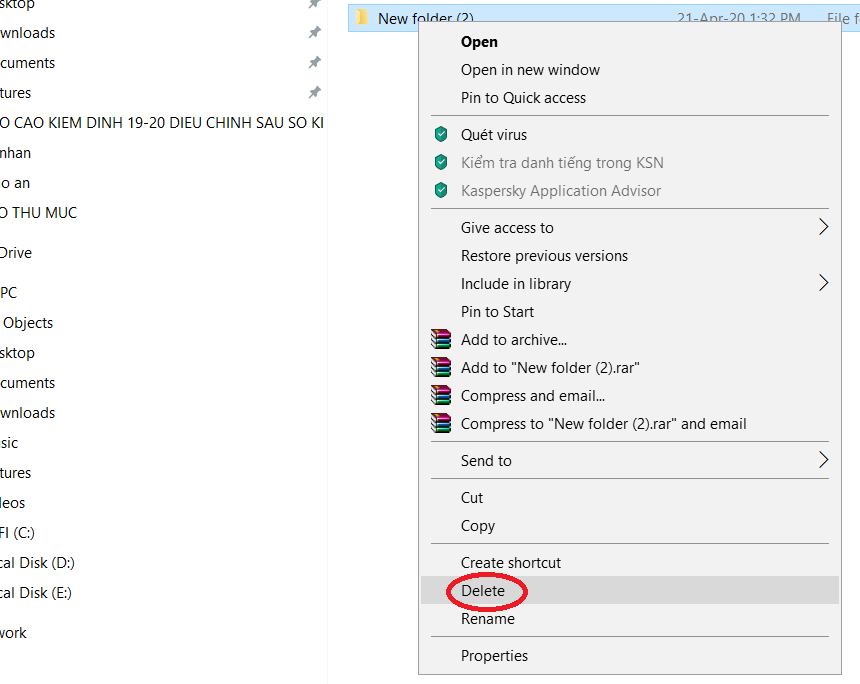 sktop
wnloads
cuments
tures
O CAO KIEM DINH 19-20 DIEU CHINH SAU SO KI
nhan
o an
O THU MUC
Drive
PC
Objects
sktop
cuments
wnloads
sic
tures
leos
FI (C:)
cal Disk (D:)
cal Disk (E:)
work
New folder (2)
21-Apr-20 1:32 PM
File f
Open
Open in new window
Pin to Quick access
Quét virus
Kiểm tra danh tiếng trong KSN
Kaspersky Application Advisor
Give access to
Restore previous versions
Include in library
Pin to Start
Add to archive...
Add to "New folder (2).rar"
Compress and email...
Compress to "New folder (2).rar" and email
Send to
Cut
Copy
Create shortcut
Delete
Rename
Properties